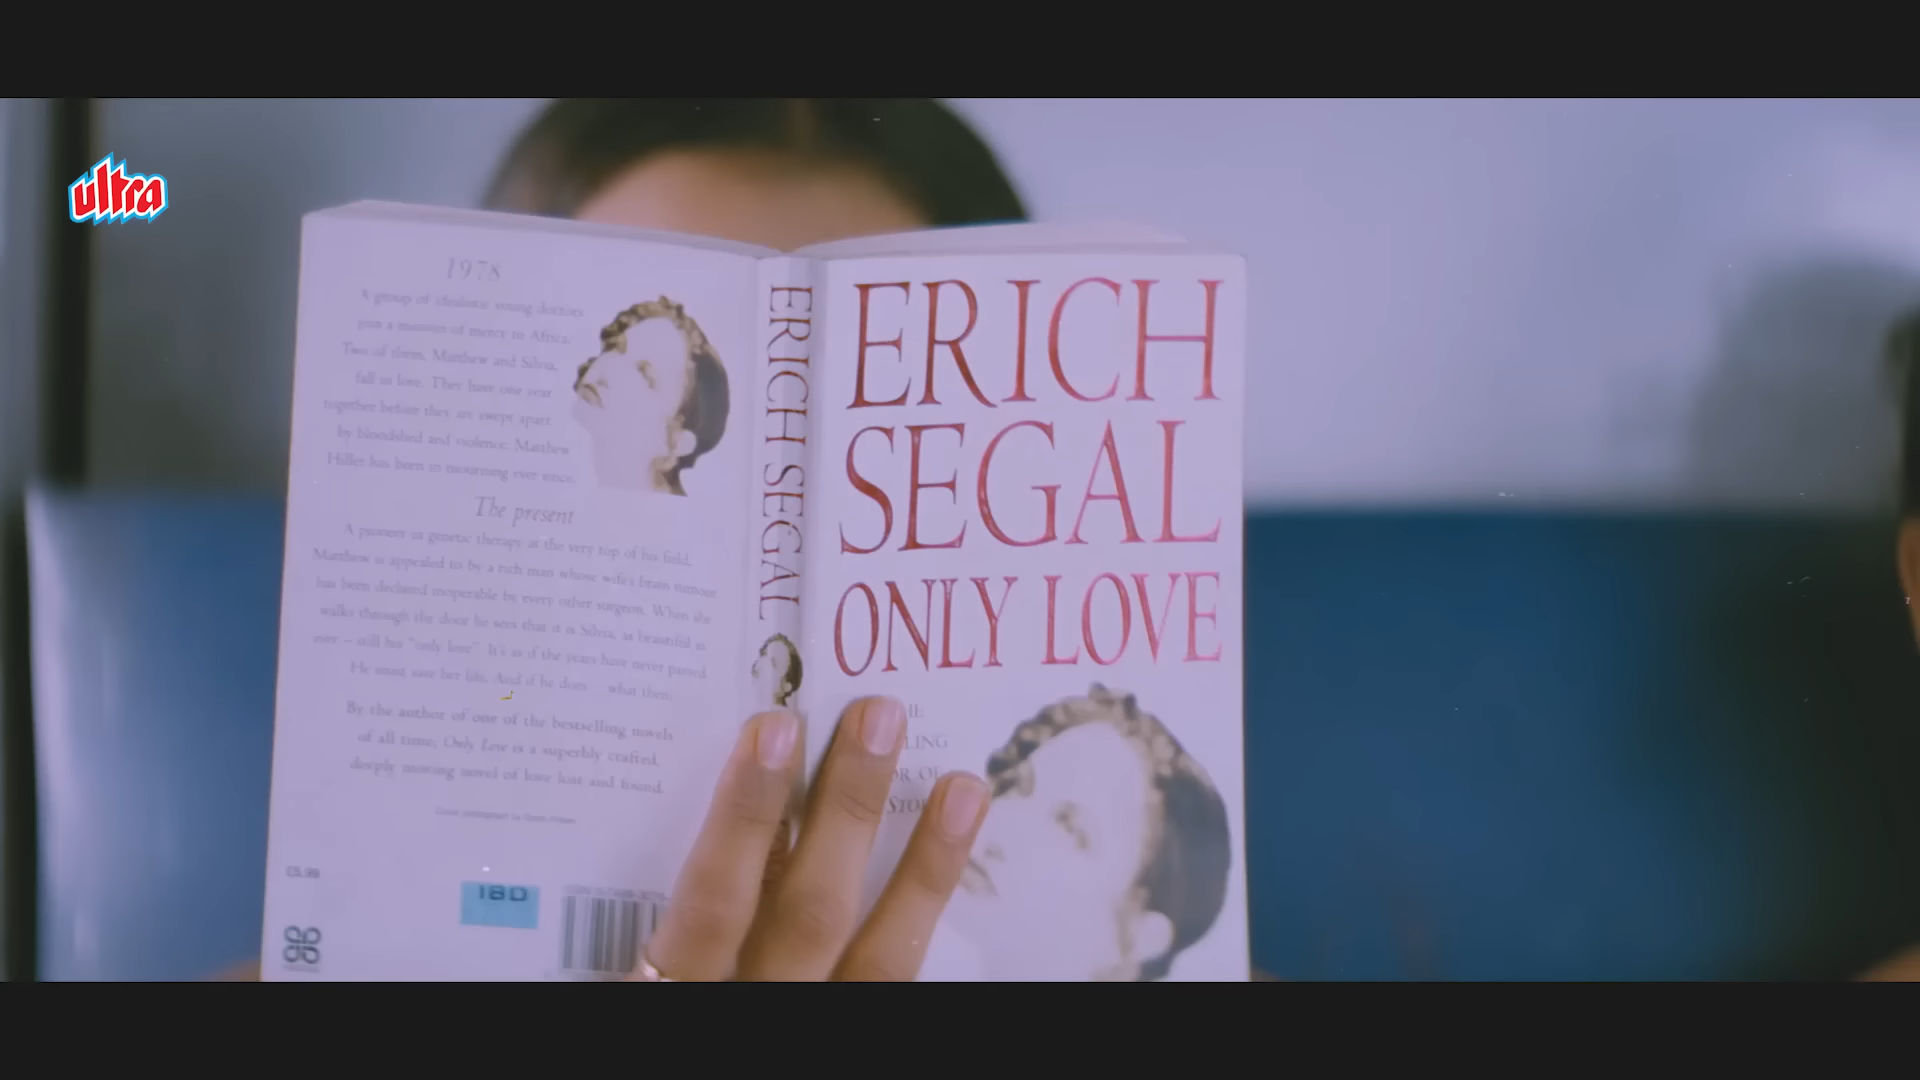 ultra
1978
A group of idealistic young doctors
join a mission of mercy to Africa.
Two of them, Matthew and Silvia,
fall in love. They have one year
together before they are swept apart
by bloodshed and violence. Matthew
Hiller has been in mourning ever since.
The present
A pioneer in genetic therapy, at the very top of his field,
Matthew is appealed to by a rich man whose wife's brain tumour
has been declared inoperable by every other surgeon. When she
walks through the door he sees that it is Silvia, as beautiful as
ever – still his "only love". It's as if the years have never passed.
He must save her life. And if he does... what then?
By the author of one of the bestselling novels
of all time, Only Love is a superbly crafted,
deeply moving novel of love lost and found.
£5.99
IBD
ERICH SEGAL
ERICH
SEGAL
ONLY LOVE
HE
LING
OR OF
STO